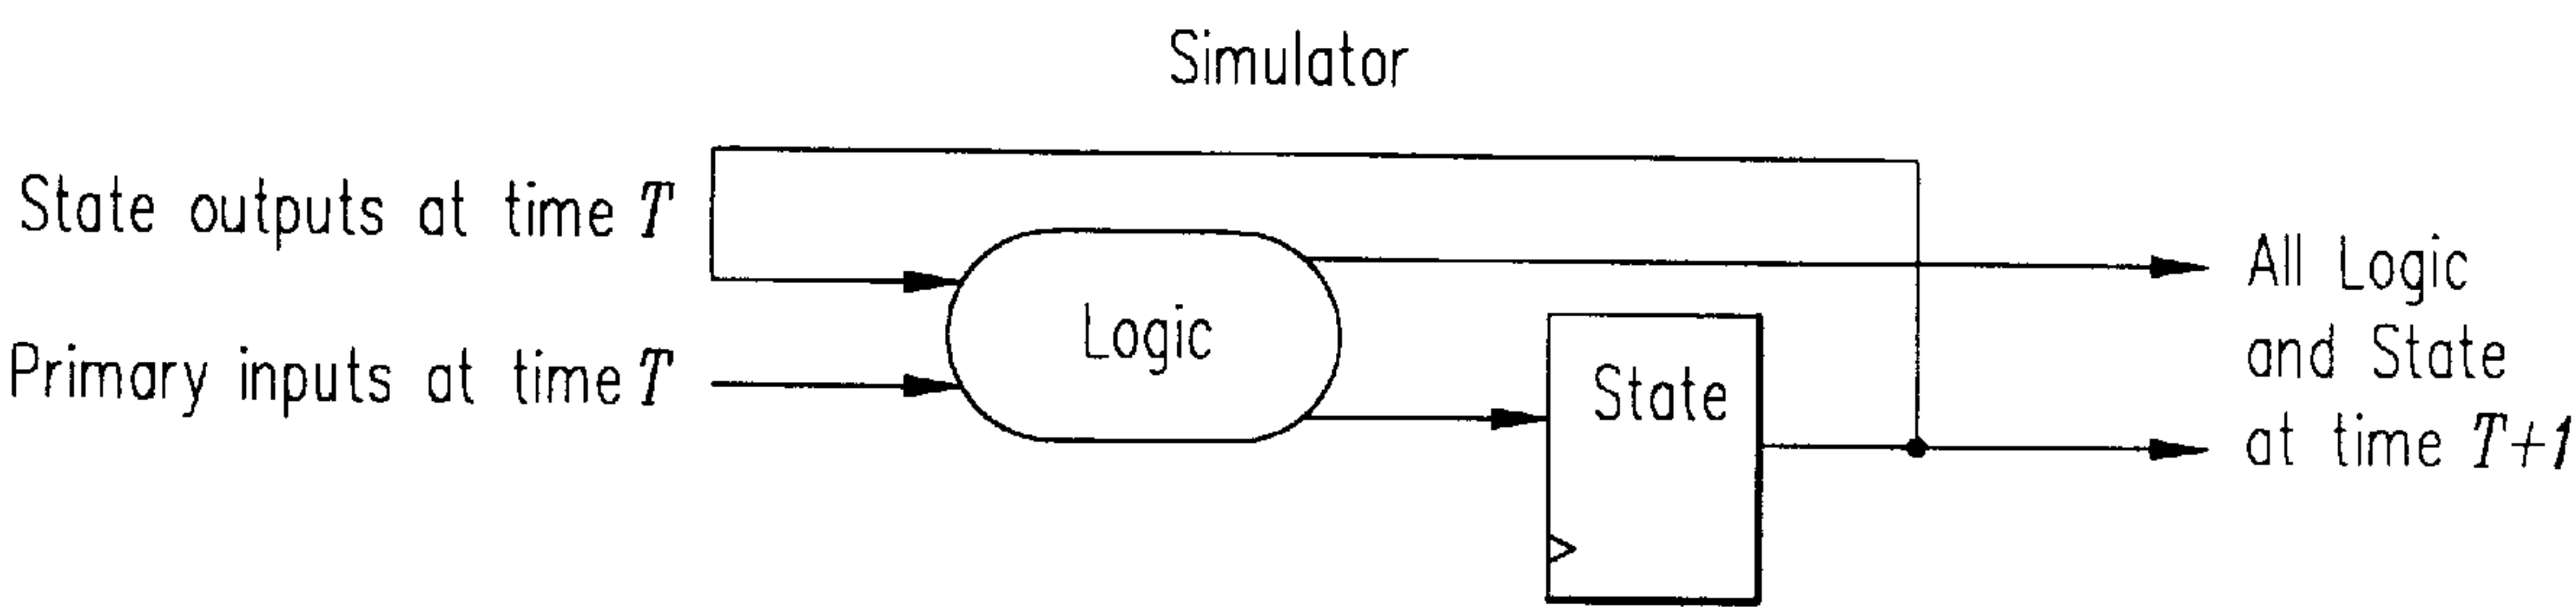 Simulator
State outputs at time T
Primary inputs at time T
Logic
State
All Logic
and State
at time T+1